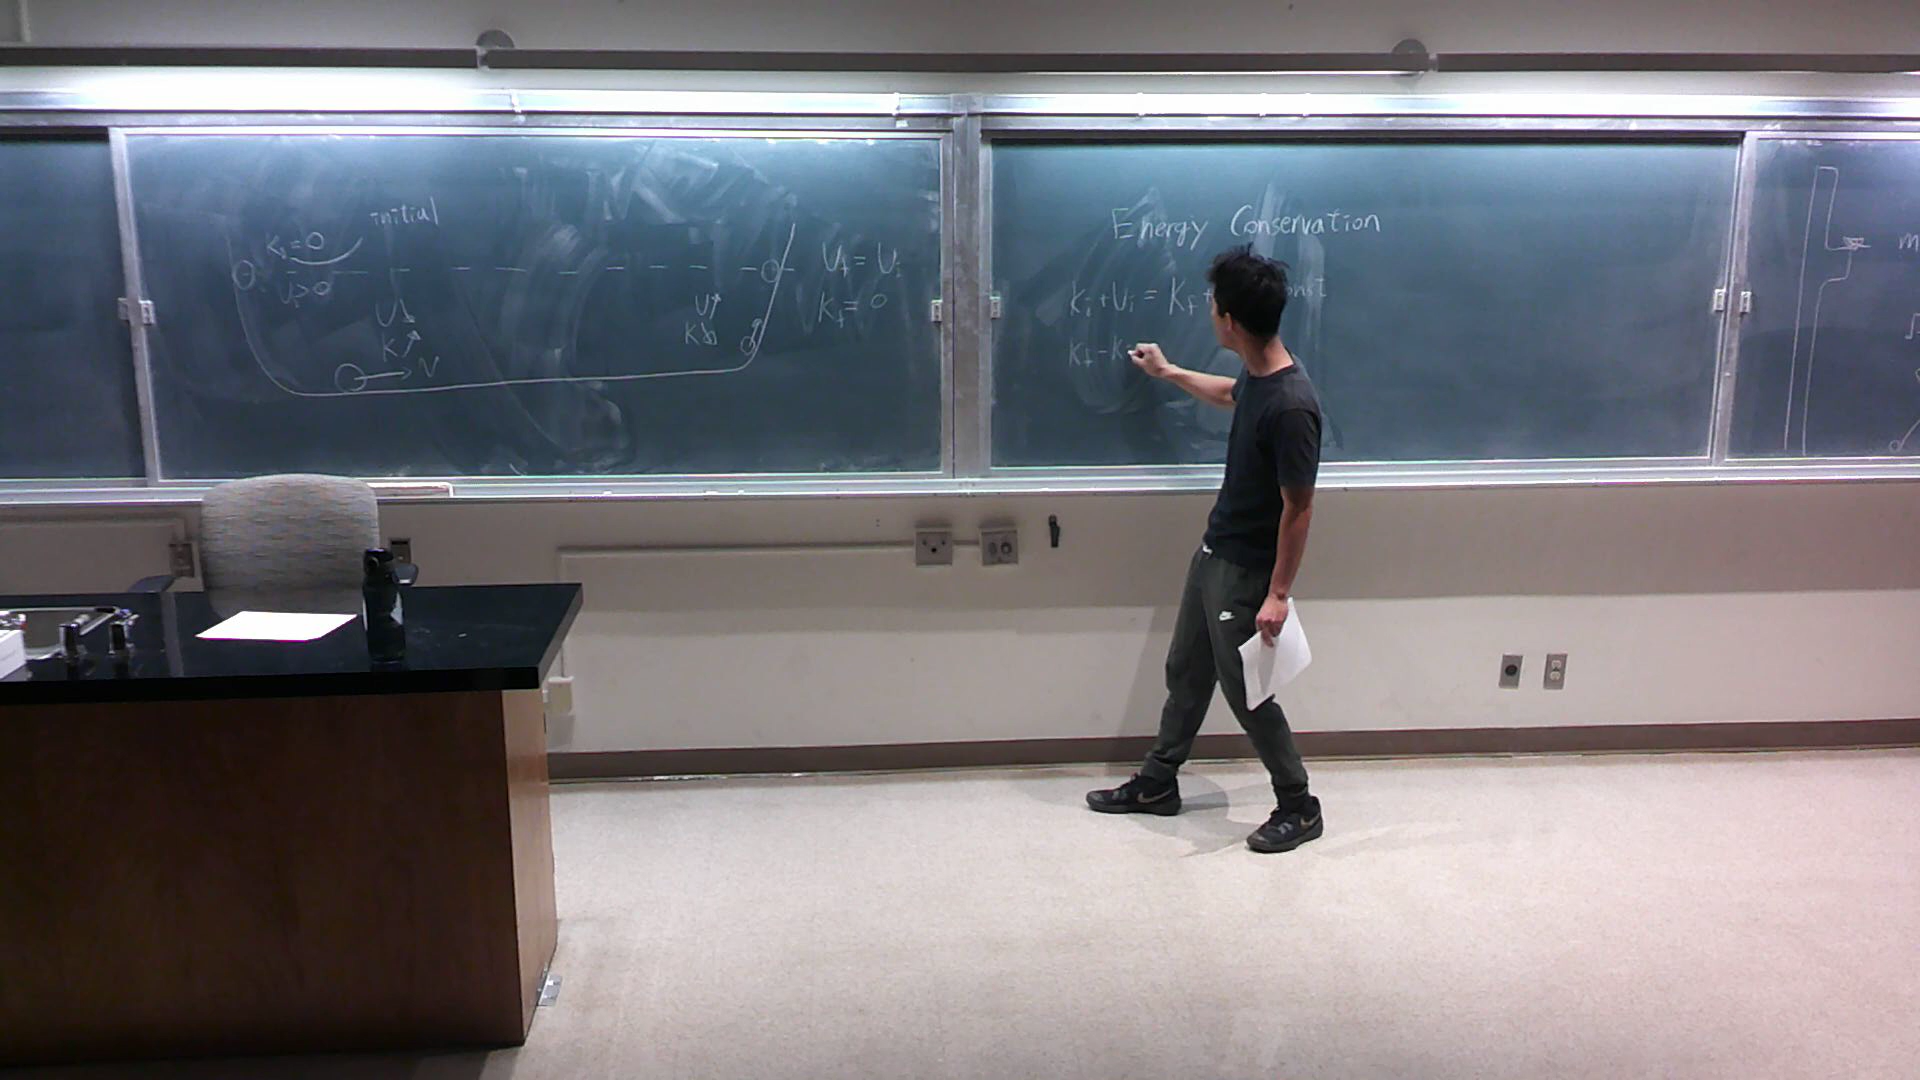 initial
K_i = 0
U_i > 0
U ↓
K ↗
V
U ↑
K ↓
U_f = U_i
K_f = 0
Energy Conservation
K_i + U_i = K_f +
K_f - K
m